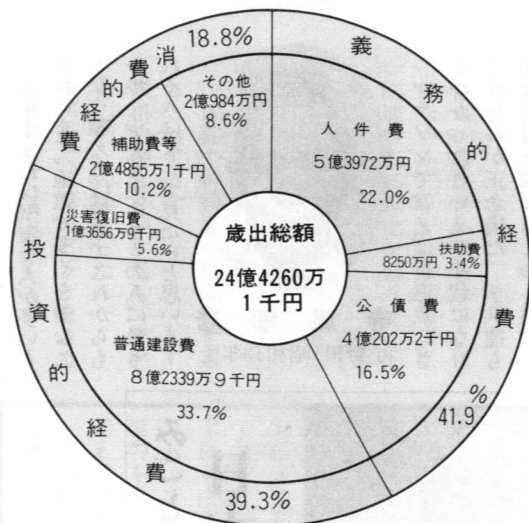 歳出総額
24億4260万
1千円
義務的経費
41.9%
人件費
5億3972万円
22.0%
扶助費
8250万円 3.4%
公債費
4億202万2千円
16.5%
投資的経費
39.3%
普通建設費
8億2339万9千円
33.7%
災害復旧費
1億3656万9千円
5.6%
消費的経費
18.8%
補助費等
2億4855万1千円
10.2%
その他
2億984万円
8.6%